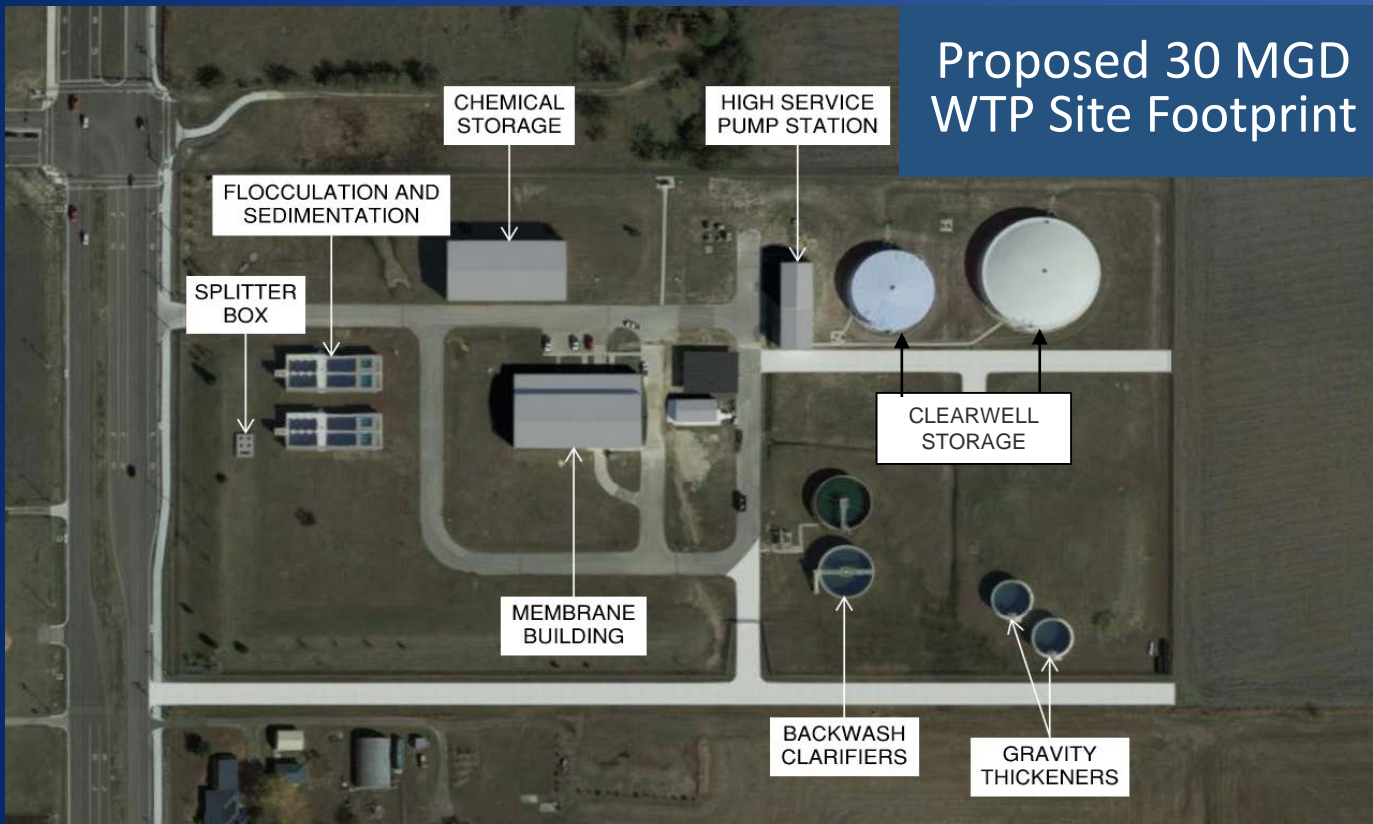 Proposed 30 MGD
WTP Site Footprint
CHEMICAL
STORAGE
HIGH SERVICE
PUMP STATION
FLOCCULATION AND
SEDIMENTATION
SPLITTER
BOX
CLEARWELL
STORAGE
MEMBRANE
BUILDING
BACKWASH
CLARIFIERS
GRAVITY
THICKENERS